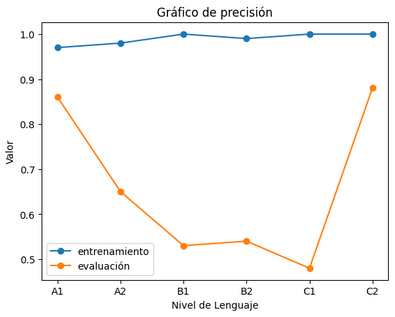 Gráfico de precisión
1.0
0.9
0.8
0.7
0.6
0.5
Valor
entrenamiento
evaluación
A1 A2 B1 B2 C1 C2
Nivel de Lenguaje